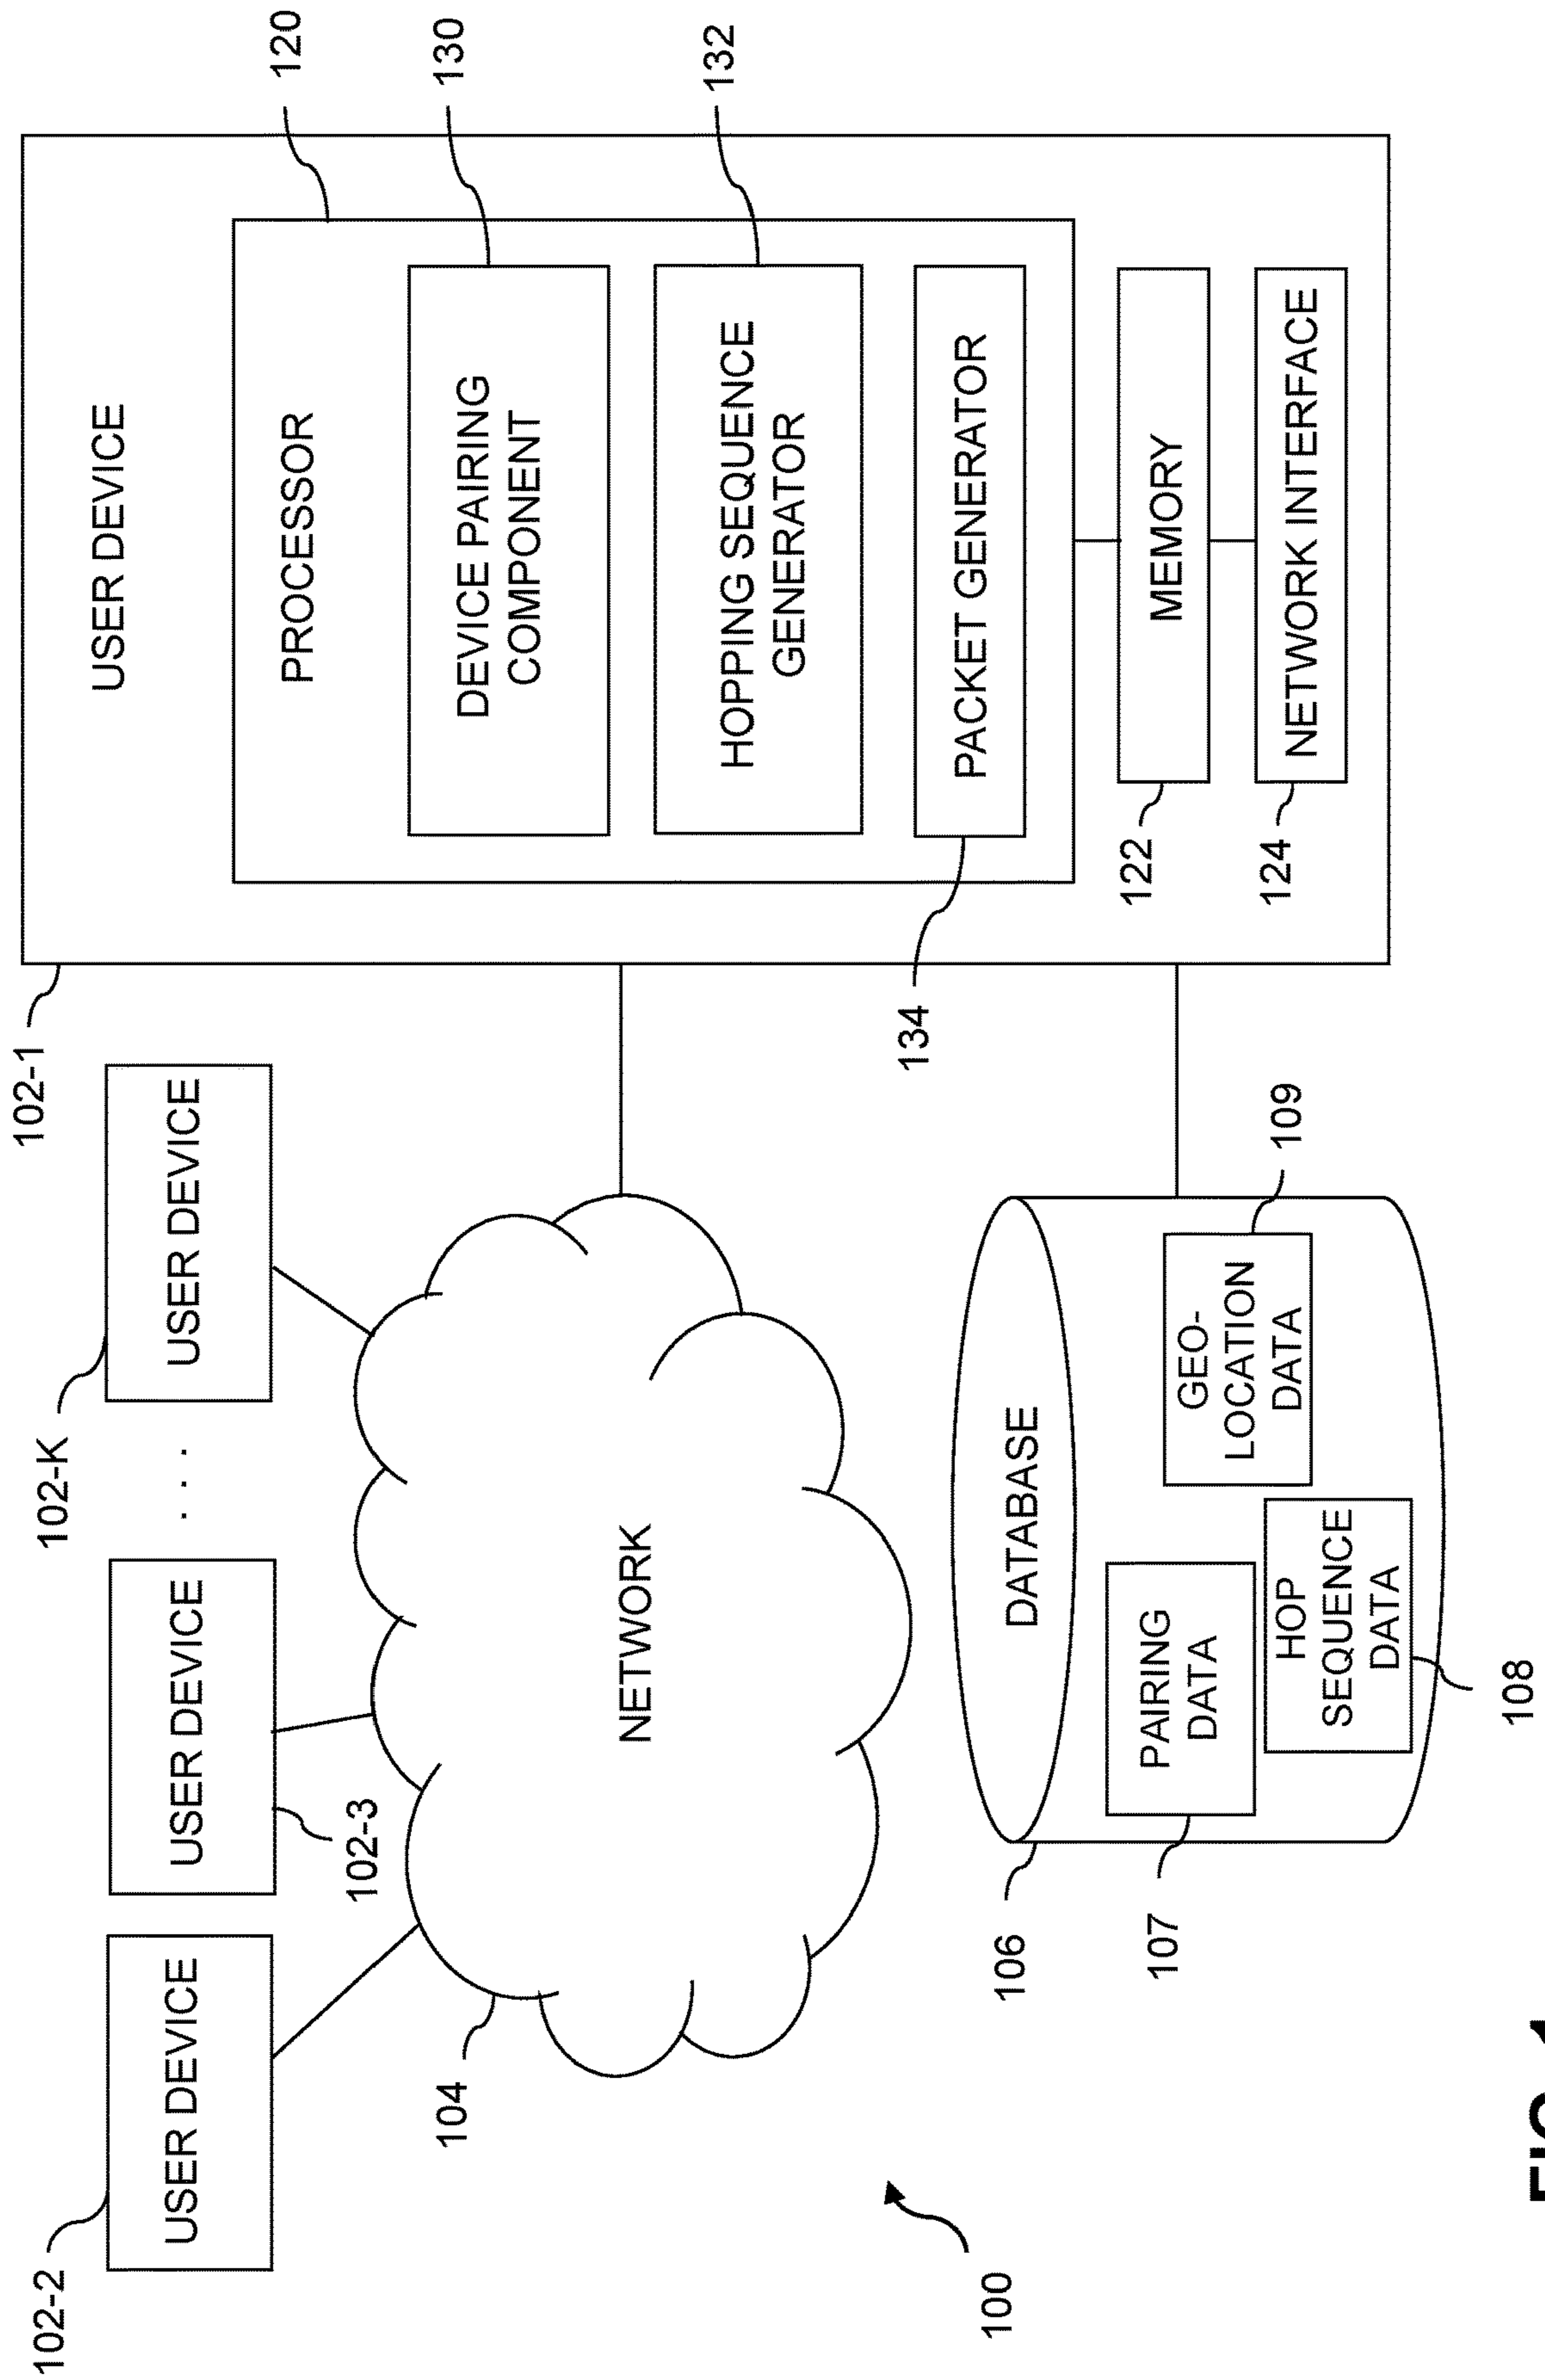 102-2
USER DEVICE
USER DEVICE
102-3
. . .
102-K
USER DEVICE
102-1
USER DEVICE
PROCESSOR
120
DEVICE PAIRING
COMPONENT
130
HOPPING SEQUENCE
GENERATOR
132
PACKET GENERATOR
134
MEMORY
122
NETWORK INTERFACE
124
104
NETWORK
100
106
DATABASE
107
PAIRING
DATA
GEO-
LOCATION
DATA
109
HOP
SEQUENCE
DATA
108
FIG. 1